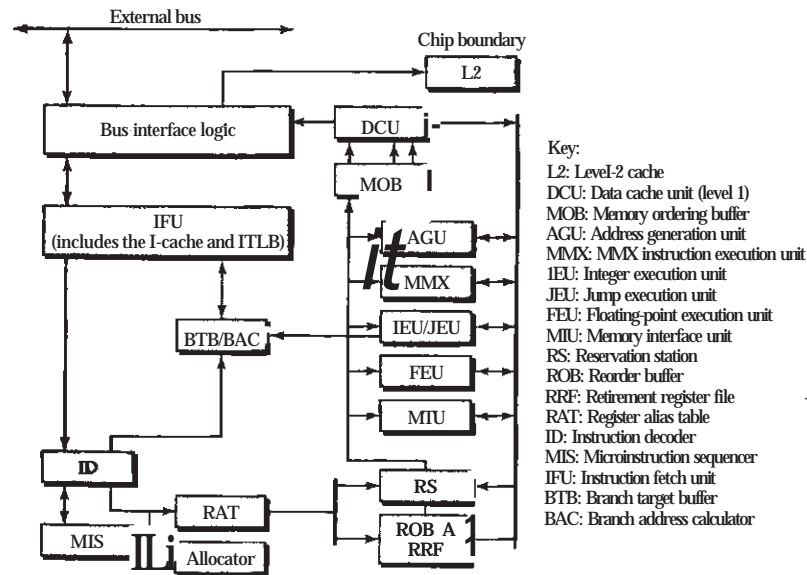 External bus
Chip boundary
L2
Bus interface logic
DCU
i-
MOB
IFU
(includes the I-cache and ITLB)
AGU
it
MMX
BTB/BAC
IEU/JEU
FEU
MIU
ID
RS
RAT
ROB A
RRF
MIS
ILi
Allocator
Key:
L2: LeveI-2 cache
DCU: Data cache unit (level 1)
MOB: Memory ordering buffer
AGU: Address generation unit
MMX: MMX instruction execution unit
1EU: Integer execution unit
JEU: Jump execution unit
FEU: Floating-point execution unit
MIU: Memory interface unit
RS: Reservation station
ROB: Reorder buffer
RRF: Retirement register file
RAT: Register alias table
ID: Instruction decoder
MIS: Microinstruction sequencer
IFU: Instruction fetch unit
BTB: Branch target buffer
BAC: Branch address calculator